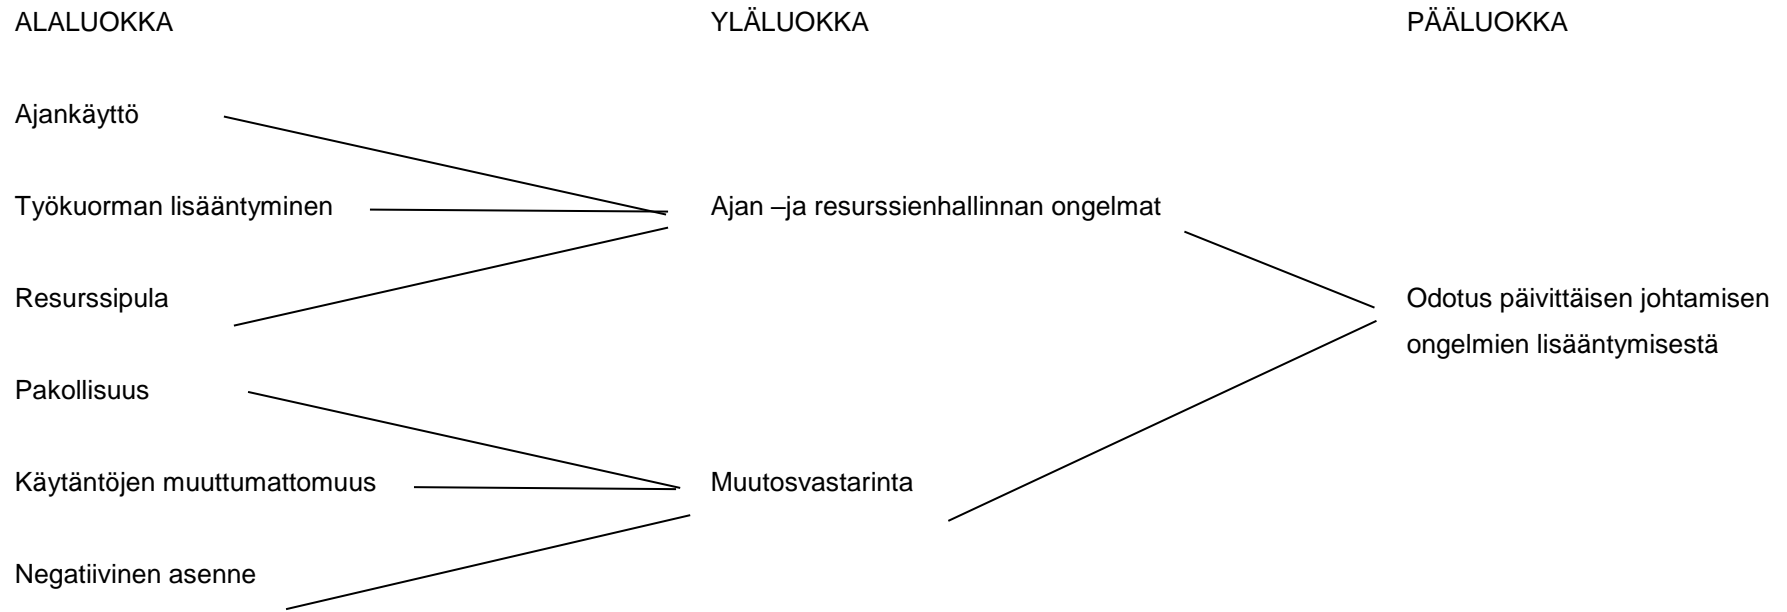 ALALUOKKA YLÄLUOKKA PÄÄLUOKKA
Ajankäyttö
Työkuorman lisääntyminen Ajan –ja resurssienhallinnan ongelmat
Resurssipula Odotus päivittäisen johtamisen
ongelmien lisääntymisestä
Pakollisuus
Käytäntöjen muuttumattomuus Muutosvastarinta
Negatiivinen asenne